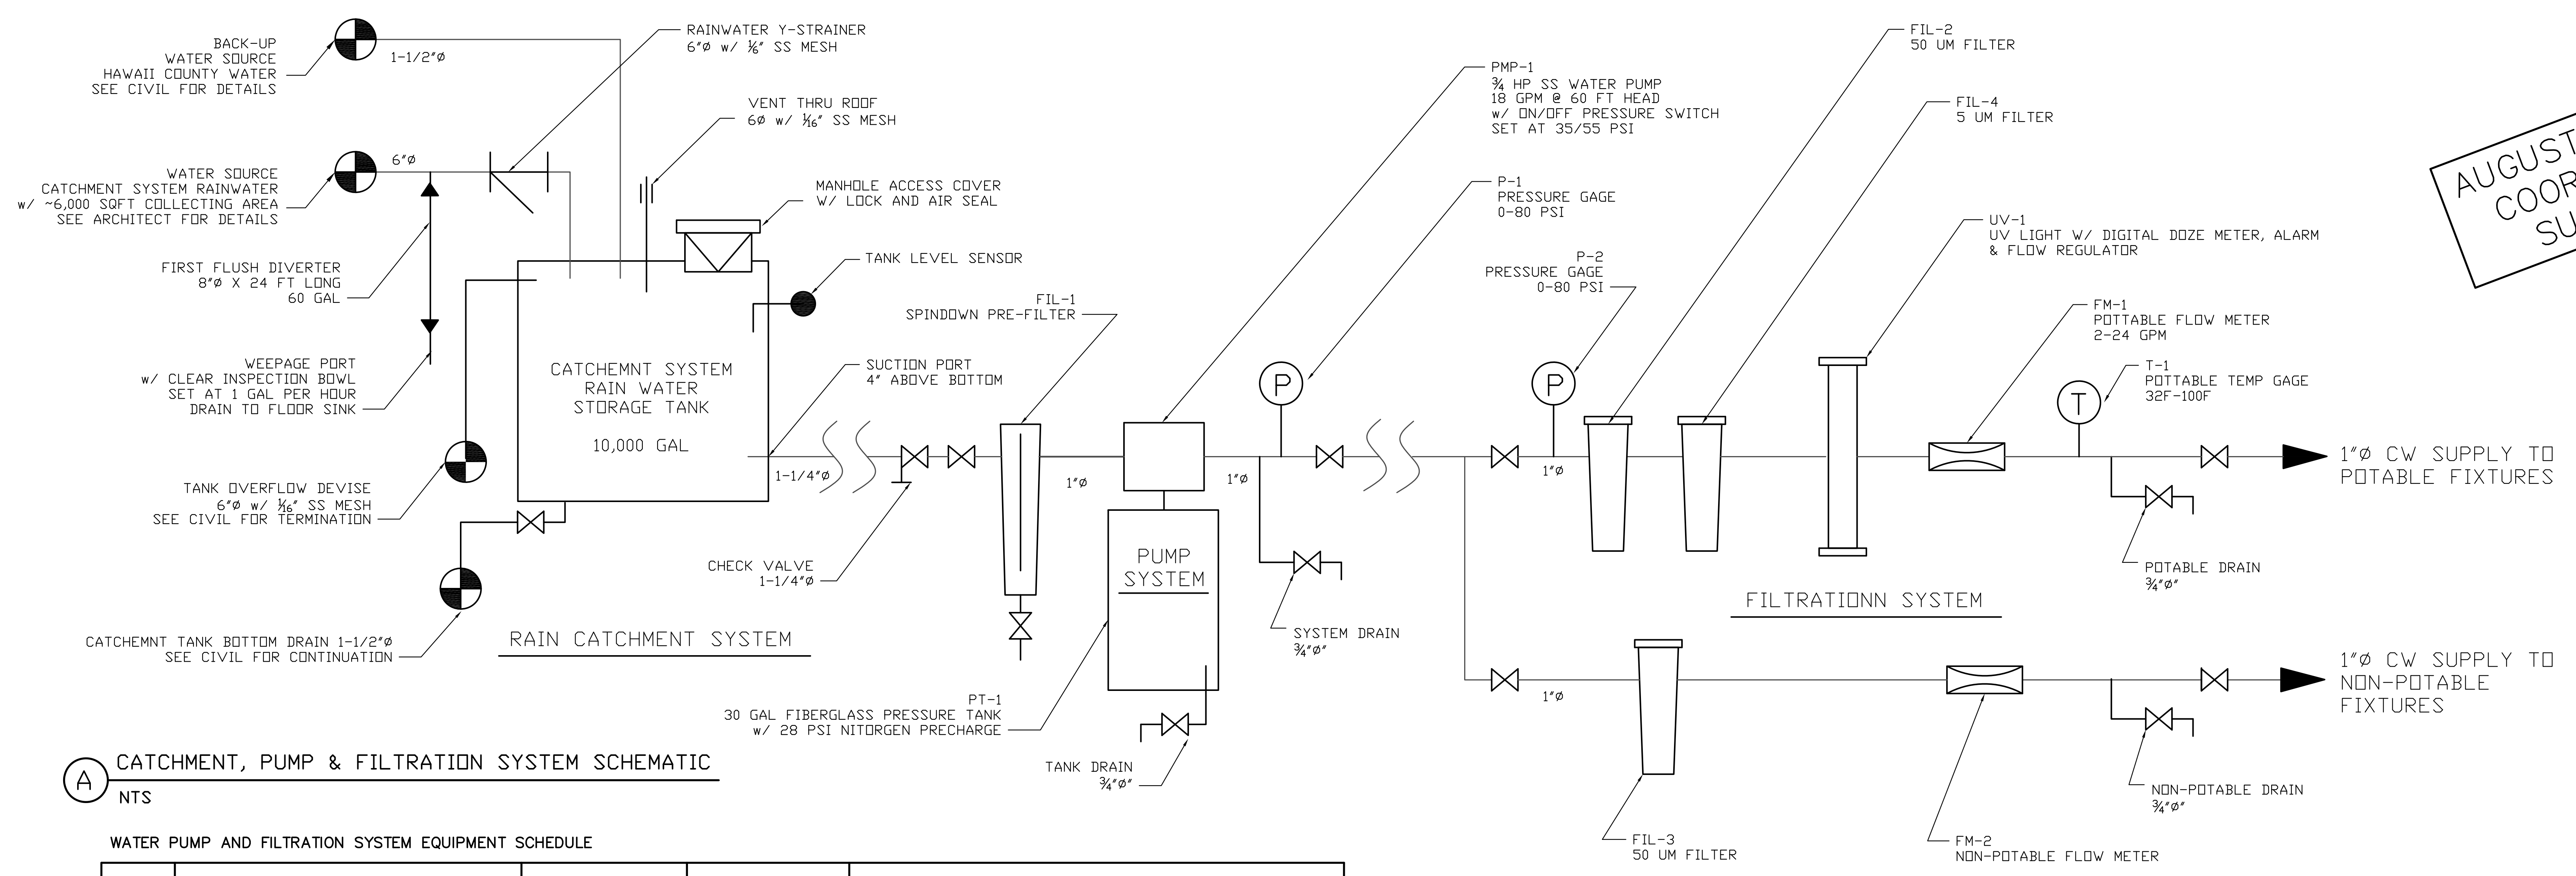 BACK-UP
WATER SOURCE
HAWAII COUNTY WATER
SEE CIVIL FOR DETAILS
1-1/2"Ø
RAINWATER Y-STRAINER
6"Ø w/ ⅙" SS MESH
VENT THRU ROOF
6Ø w/ 1/16" SS MESH
WATER SOURCE
CATCHMENT SYSTEM RAINWATER
w/ ~6,000 SQFT COLLECTING AREA
SEE ARCHITECT FOR DETAILS
6"Ø
MANHOLE ACCESS COVER
W/ LOCK AND AIR SEAL
TANK LEVEL SENSOR
FIRST FLUSH DIVERTER
8"Ø X 24 FT LONG
60 GAL
WEEPAGE PORT
w/ CLEAR INSPECTION BOWL
SET AT 1 GAL PER HOUR
DRAIN TO FLOOR SINK
CATCHEMNT SYSTEM
RAIN WATER
STORAGE TANK
10,000 GAL
SUCTION PORT
4" ABOVE BOTTOM
1-1/4"Ø
TANK OVERFLOW DEVISE
6"Ø w/ 1/16" SS MESH
SEE CIVIL FOR TERMINATION
CATCHEMNT TANK BOTTOM DRAIN 1-1/2"Ø
SEE CIVIL FOR CONTINUATION
RAIN CATCHMENT SYSTEM
CHECK VALVE
1-1/4"Ø
FIL-1
SPINDOWN PRE-FILTER
1"Ø
PMP-1
¾ HP SS WATER PUMP
18 GPM @ 60 FT HEAD
w/ ON/OFF PRESSURE SWITCH
SET AT 35/55 PSI
P-1
PRESSURE GAGE
0-80 PSI
P
1"Ø
PUMP
SYSTEM
SYSTEM DRAIN
¾"Ø"
PT-1
30 GAL FIBERGLASS PRESSURE TANK
w/ 28 PSI NITORGEN PRECHARGE
TANK DRAIN
¾"Ø"
P-2
PRESSURE GAGE
0-80 PSI
P
1"Ø
FIL-2
50 UM FILTER
FIL-4
5 UM FILTER
UV-1
UV LIGHT W/ DIGITAL DOZE METER, ALARM
& FLOW REGULATOR
FM-1
POTTABLE FLOW METER
2-24 GPM
T-1
POTTABLE TEMP GAGE
32F-100F
T
1"Ø CW SUPPLY TO
POTABLE FIXTURES
POTABLE DRAIN
¾"Ø"
FILTRATIONN SYSTEM
1"Ø
1"Ø CW SUPPLY TO
NON-POTABLE
FIXTURES
NON-POTABLE DRAIN
¾"Ø"
FIL-3
50 UM FILTER
FM-2
NON-POTABLE FLOW METER
AUGUST
COOR
SU
A
CATCHMENT, PUMP & FILTRATION SYSTEM SCHEMATIC
NTS
WATER PUMP AND FILTRATION SYSTEM EQUIPMENT SCHEDULE